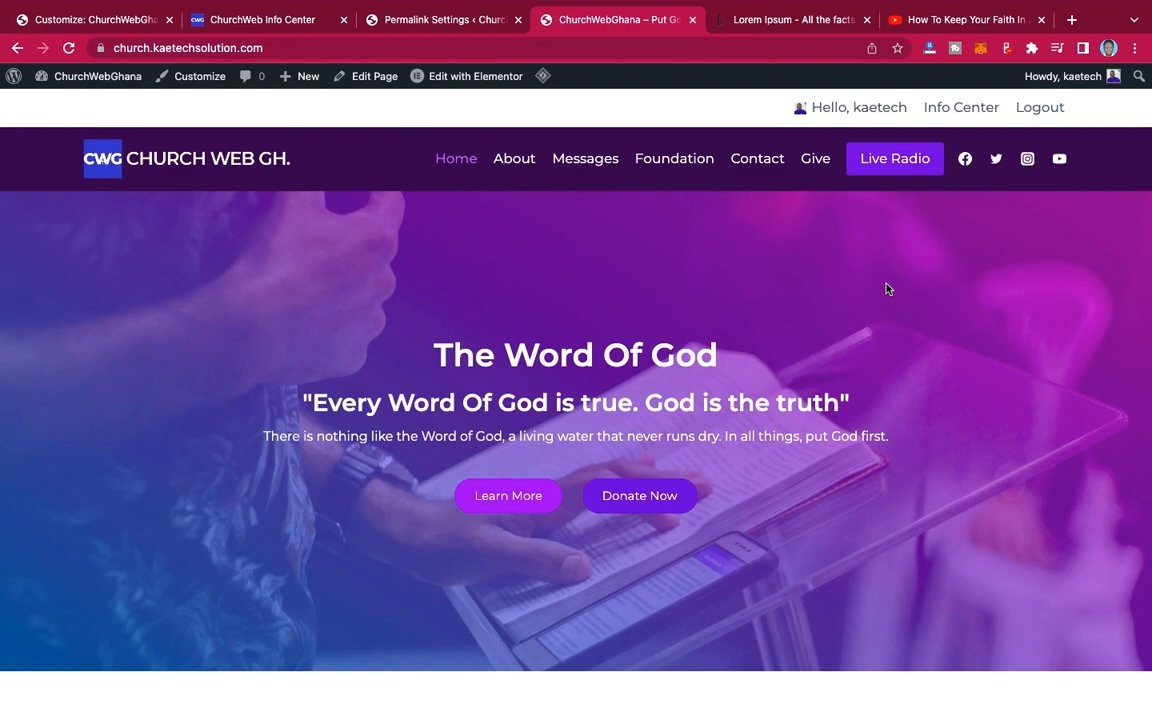 Customize: ChurchWebGha
ChurchWeb Info Center
Permalink Settings ‹ Churc
ChurchWebGhana – Put Go
Lorem Ipsum - All the facts
How To Keep Your Faith In
church.kaetechsolution.com
ChurchWebGhana
Customize
0
New
Edit Page
Edit with Elementor
Howdy, kaetech
Hello, kaetech
Info Center
Logout
CWG CHURCH WEB GH.
Home
About
Messages
Foundation
Contact
Give
Live Radio
The Word Of God
"Every Word Of God is true. God is the truth"
There is nothing like the Word of God, a living water that never runs dry. In all things, put God first.
Learn More
Donate Now